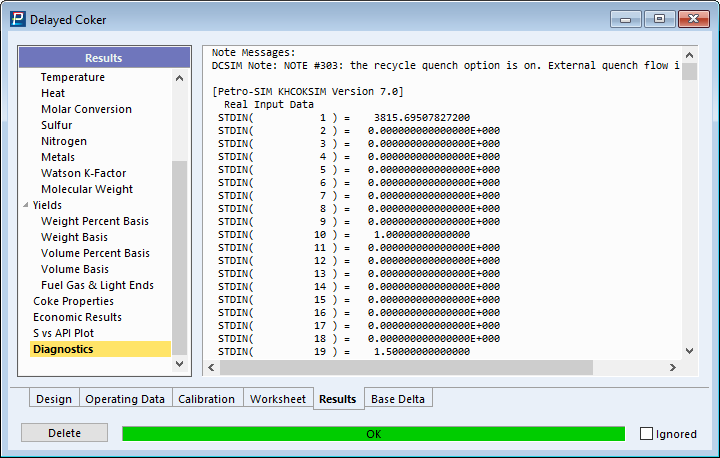 Delayed Coker
Results
Temperature
Heat
Molar Conversion
Sulfur
Nitrogen
Metals
Watson K-Factor
Molecular Weight
Yields
Weight Percent Basis
Weight Basis
Volume Percent Basis
Volume Basis
Fuel Gas & Light Ends
Coke Properties
Economic Results
S vs API Plot
Diagnostics
Note Messages:
DCSIM Note: NOTE #303: the recycle quench option is on. External quench flow i
[Petro-SIM KHCOKSIM Version 7.0]
Real Input Data
STDIN( 1 ) = 3815.69507827200
STDIN( 2 ) = 0.000000000000000E+000
STDIN( 3 ) = 0.000000000000000E+000
STDIN( 4 ) = 0.000000000000000E+000
STDIN( 5 ) = 0.000000000000000E+000
STDIN( 6 ) = 0.000000000000000E+000
STDIN( 7 ) = 0.000000000000000E+000
STDIN( 8 ) = 0.000000000000000E+000
STDIN( 9 ) = 0.000000000000000E+000
STDIN( 10 ) = 1.00000000000000
STDIN( 11 ) = 0.000000000000000E+000
STDIN( 12 ) = 0.000000000000000E+000
STDIN( 13 ) = 0.000000000000000E+000
STDIN( 14 ) = 0.000000000000000E+000
STDIN( 15 ) = 0.000000000000000E+000
STDIN( 16 ) = 0.000000000000000E+000
STDIN( 17 ) = 0.000000000000000E+000
STDIN( 18 ) = 0.000000000000000E+000
STDIN( 19 ) = 1.50000000000000
Design Operating Data Calibration Worksheet Results Base Delta
Delete OK Ignored